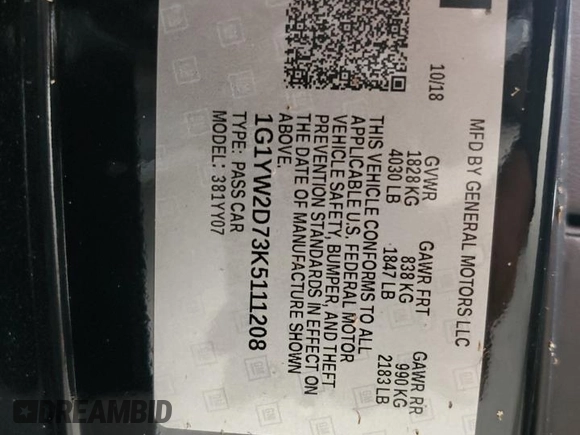 MFD BY GENERAL MOTORS LLC
10/18 GVWR GAWR FRT GAWR RR
1828 KG 838 KG 990 KG
4030 LB 1847 LB 2183 LB
THIS VEHICLE CONFORMS TO ALL
APPLICABLE U.S. FEDERAL MOTOR
VEHICLE SAFETY, BUMPER, AND THEFT
PREVENTION STANDARDS IN EFFECT ON
THE DATE OF MANUFACTURE SHOWN
ABOVE.
1G1YW2D73K5111208
TYPE: PASS CAR
MODEL: 381YY07
DREAMBID